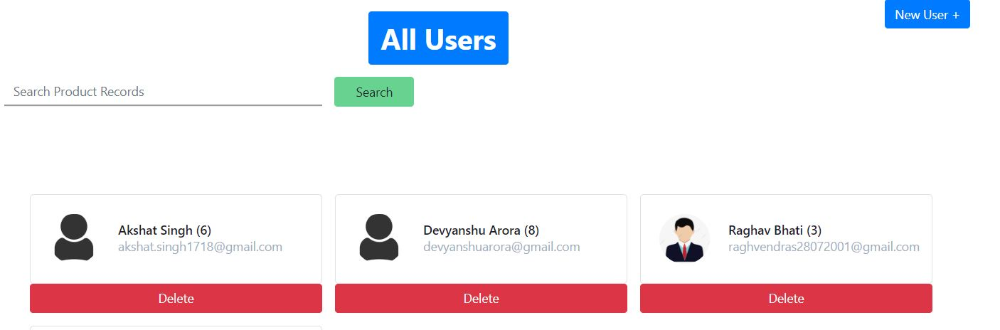 New User +
All Users
Search Product Records
Search
Akshat Singh (6)
akshat.singh1718@gmail.com
Delete
Devyanshu Arora (8)
devyanshuarora@gmail.com
Delete
Raghav Bhati (3)
raghvendras28072001@gmail.com
Delete